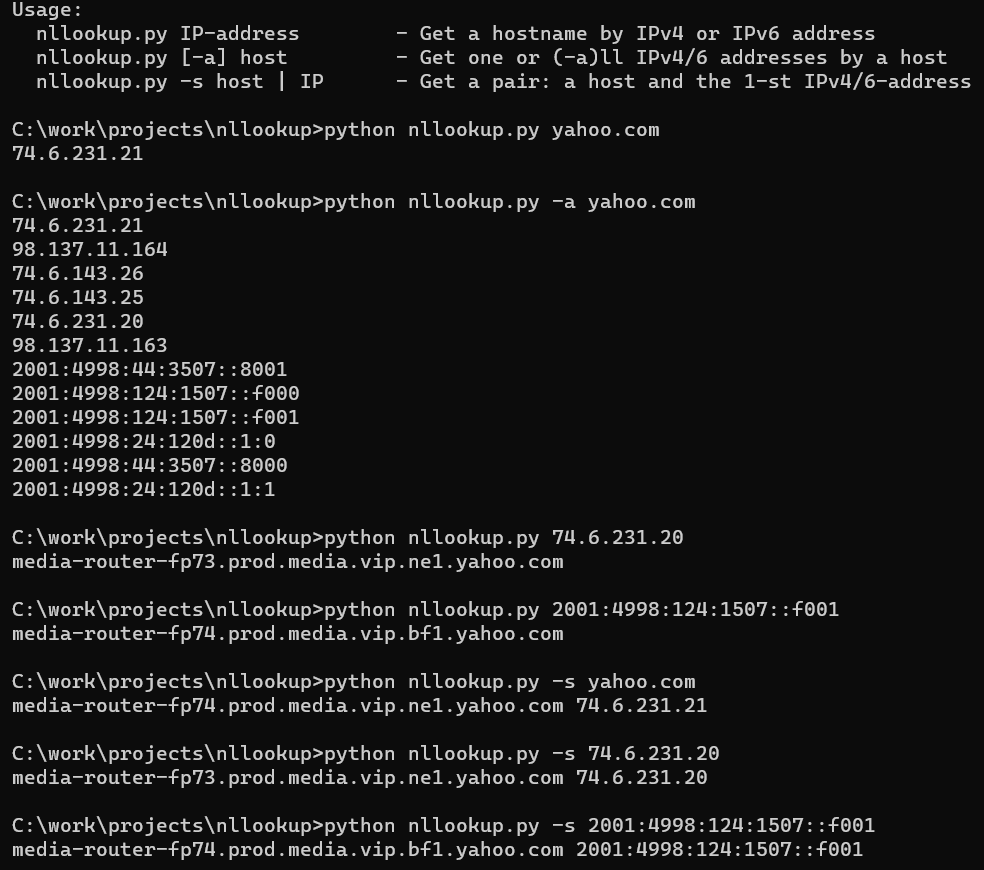 Usage:
  nllookup.py IP-address        - Get a hostname by IPv4 or IPv6 address
  nllookup.py [-a] host         - Get one or (-a)ll IPv4/6 addresses by a host
  nllookup.py -s host | IP      - Get a pair: a host and the 1-st IPv4/6-address

C:\work\projects\nllookup>python nllookup.py yahoo.com
74.6.231.21

C:\work\projects\nllookup>python nllookup.py -a yahoo.com
74.6.231.21
98.137.11.164
74.6.143.26
74.6.143.25
74.6.231.20
98.137.11.163
2001:4998:44:3507::8001
2001:4998:124:1507::f000
2001:4998:124:1507::f001
2001:4998:24:120d::1:0
2001:4998:44:3507::8000
2001:4998:24:120d::1:1

C:\work\projects\nllookup>python nllookup.py 74.6.231.20
media-router-fp73.prod.media.vip.ne1.yahoo.com

C:\work\projects\nllookup>python nllookup.py 2001:4998:124:1507::f001
media-router-fp74.prod.media.vip.bf1.yahoo.com

C:\work\projects\nllookup>python nllookup.py -s yahoo.com
media-router-fp74.prod.media.vip.ne1.yahoo.com 74.6.231.21

C:\work\projects\nllookup>python nllookup.py -s 74.6.231.20
media-router-fp73.prod.media.vip.ne1.yahoo.com 74.6.231.20

C:\work\projects\nllookup>python nllookup.py -s 2001:4998:124:1507::f001
media-router-fp74.prod.media.vip.bf1.yahoo.com 2001:4998:124:1507::f001